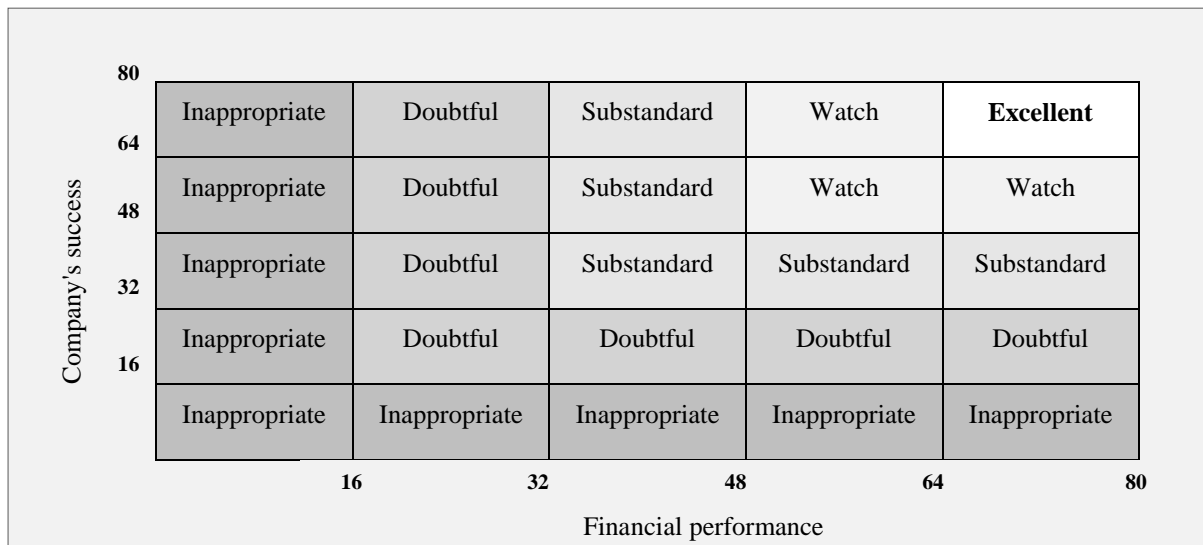 80
Inappropriate Doubtful Substandard Watch Excellent
64
Inappropriate Doubtful Substandard Watch Watch
48
Inappropriate Doubtful Substandard Substandard Substandard
32
Inappropriate Doubtful Doubtful Doubtful Doubtful
16
Inappropriate Inappropriate Inappropriate Inappropriate Inappropriate
Company's success
16 32 48 64 80
Financial performance